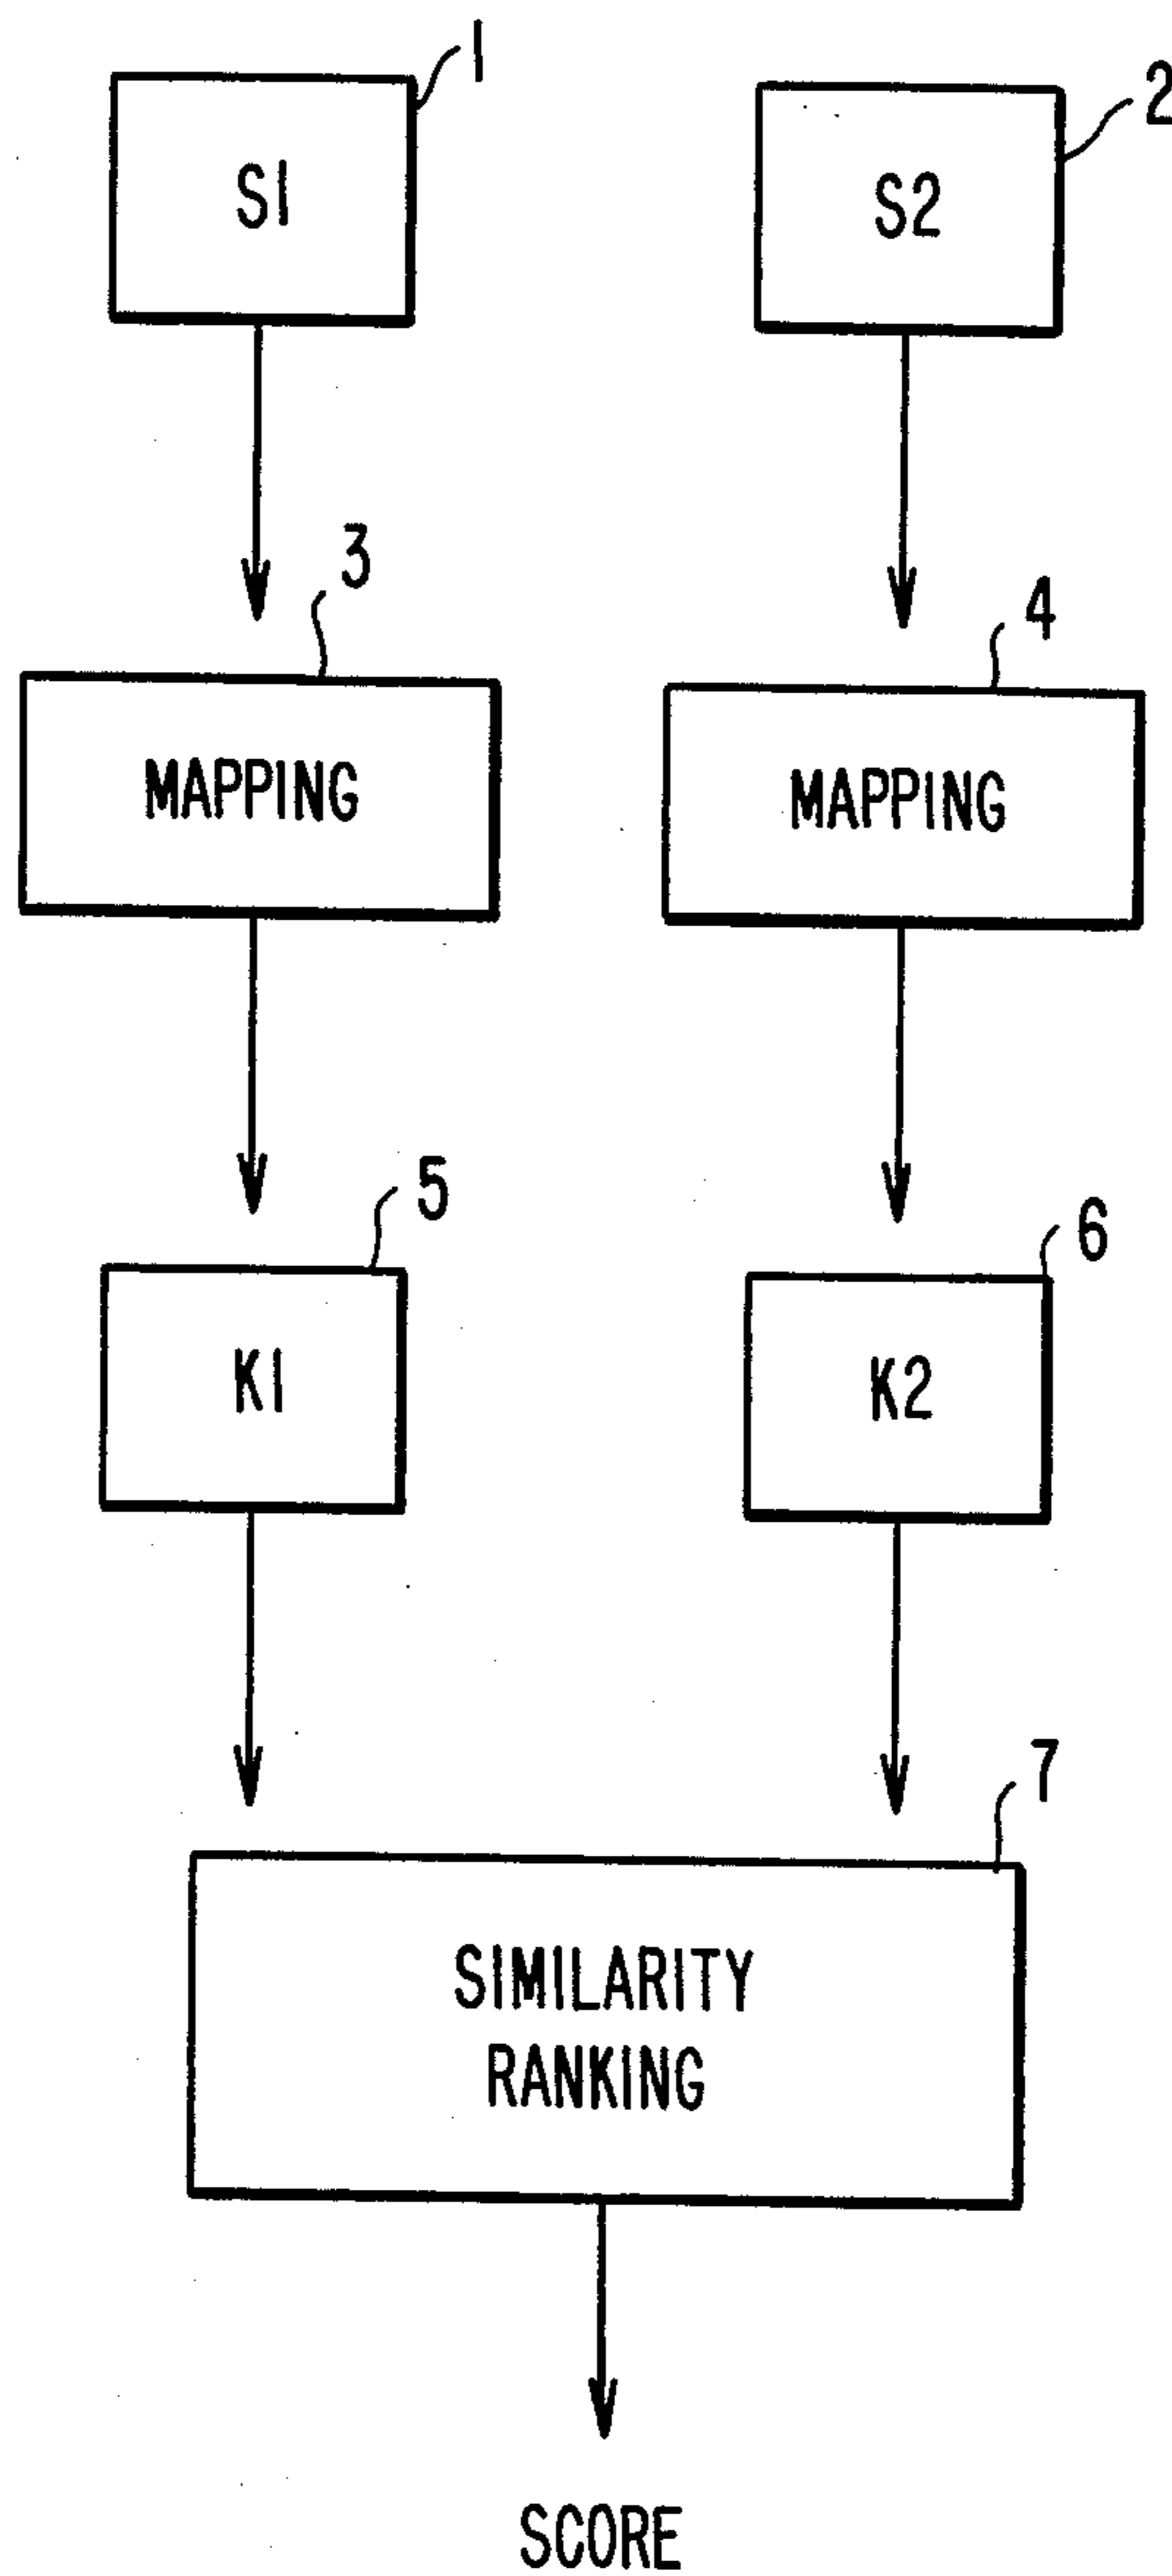 1
2
S1
S2
3
4
MAPPING
MAPPING
5
6
K1
K2
7
SIMILARITY
RANKING
SCORE